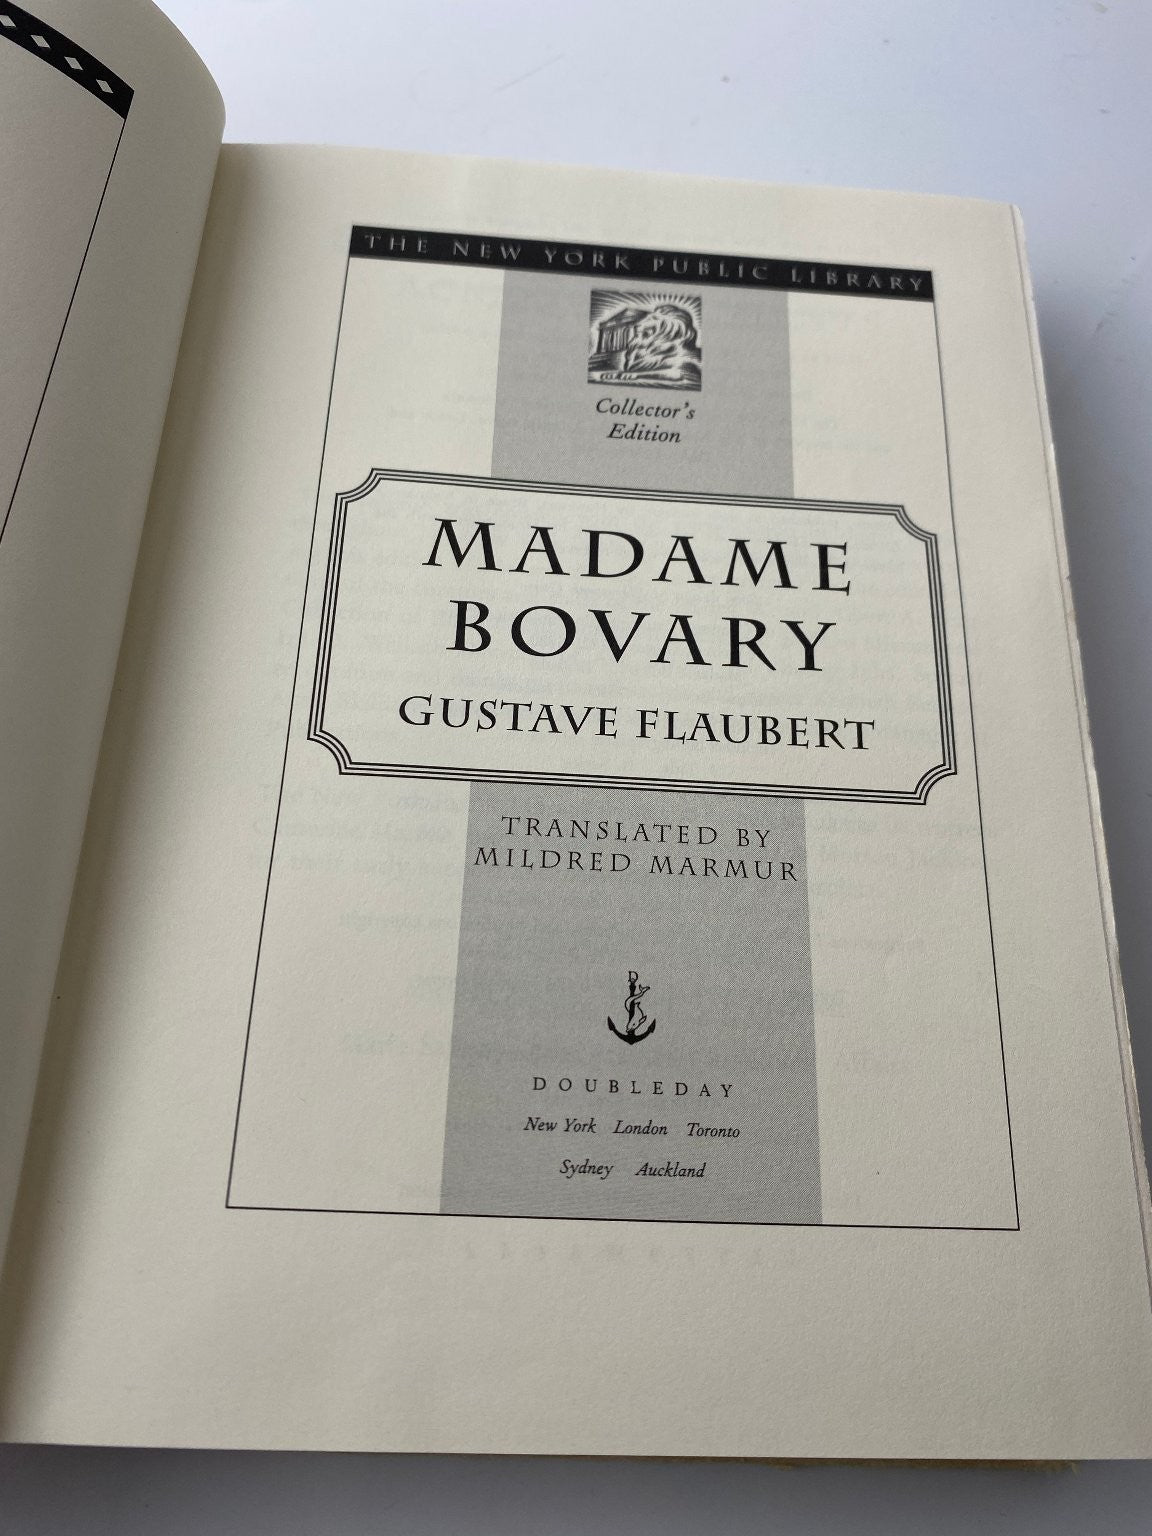 THE NEW YORK PUBLIC LIBRARY
Collector's
Edition
MADAME
BOVARY
GUSTAVE FLAUBERT
TRANSLATED BY
MILDRED MARMUR
D
DOUBLEDAY
New York London Toronto
Sydney Auckland